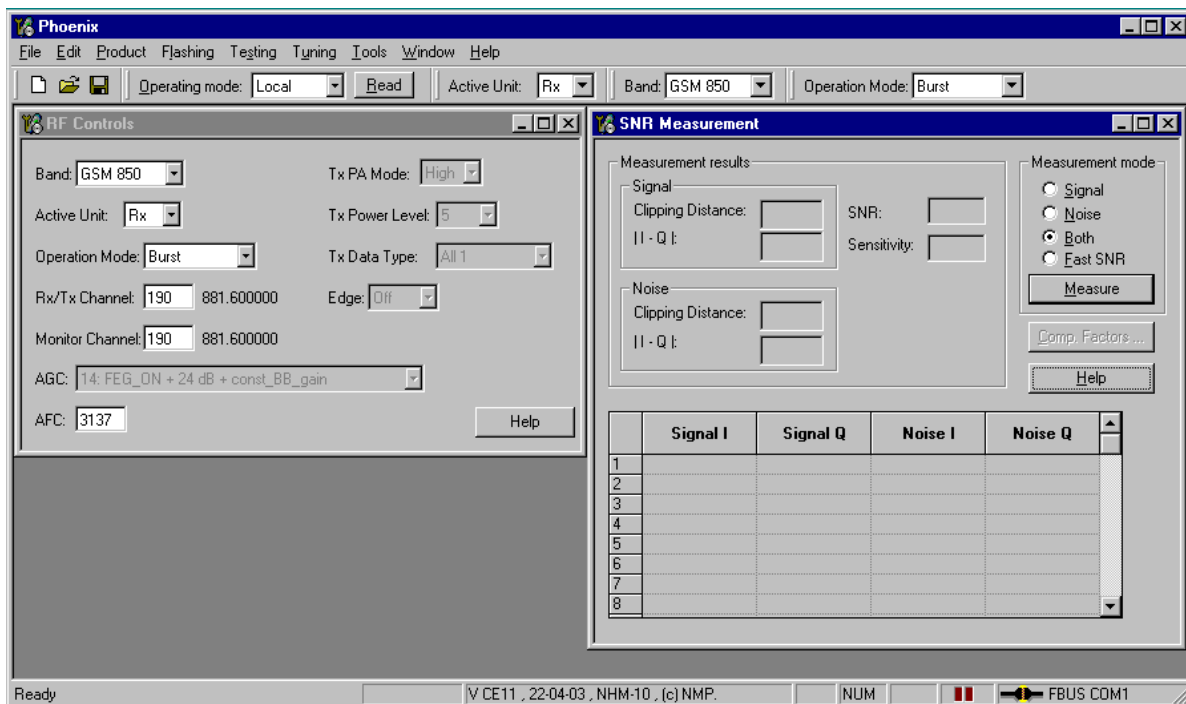 Phoenix
File Edit Product Flashing Testing Tuning Tools Window Help
Operating mode: Local Read Active Unit: Rx Band: GSM 850 Operation Mode: Burst
RF Controls
Band: GSM 850 Tx PA Mode: High
Active Unit: Rx Tx Power Level: 5
Operation Mode: Burst Tx Data Type: All 1
Rx/Tx Channel: 190 881.600000 Edge: Off
Monitor Channel: 190 881.600000
AGC: 14: FEG_ON + 24 dB + const_BB_gain
AFC: 3137 Help
SNR Measurement
Measurement results
Signal
Clipping Distance:
| I - Q |:
SNR:
Sensitivity:
Noise
Clipping Distance:
| I - Q |:
Measurement mode
Signal
Noise
Both
Fast SNR
Measure
Comp. Factors ...
Help
Signal I Signal Q Noise I Noise Q
1
2
3
4
5
6
7
8
Ready V CE11 , 22-04-03 , NHM-10 , (c) NMP. NUM FBUS COM1